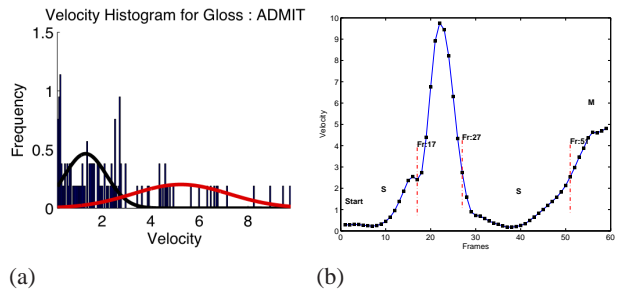 Velocity Histogram for Gloss : ADMIT
1.5
1
0.5
0
2
4
6
8
Frequency
Velocity
(a)
10
9
8
7
6
5
4
3
2
1
0
0
10
20
30
40
50
60
Velocity
Frames
Start
S
Fr:17
Fr:27
S
Fr:51
M
(b)